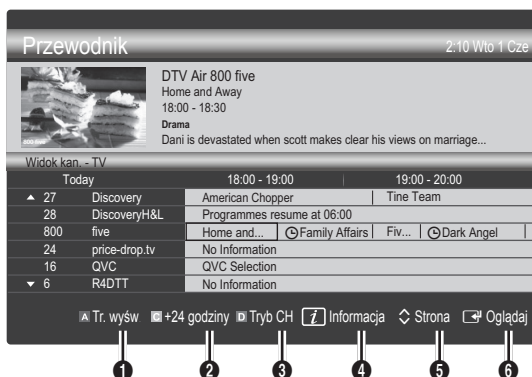 Przewodnik 2:10 Wto 1 Cze
DTV Air 800 five
Home and Away
18:00 - 18:30
Drama
Dani is devastated when scott makes clear his views on marriage...
800 five
Widok kan. - TV
Today 18:00 - 19:00 19:00 - 20:00
▲ 27 Discovery American Chopper Tine Team
28 DiscoveryH&L Programmes resume at 06:00
800 five Home and... Family Affairs Fiv... Dark Angel
24 price-drop.tv No Information
16 QVC QVC Selection
▼ 6 R4DTT No Information
A Tr. wyśw C +24 godziny D Tryb CH i Informacja Strona Oglądaj
1 2 3 4 5 6